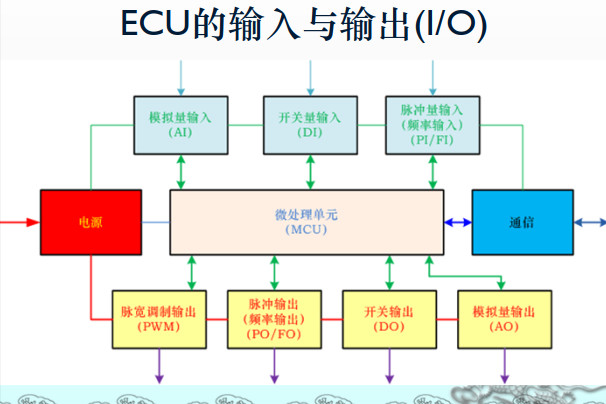 ECU的输入与输出(I/O)
模拟量输入
(AI)
开关量输入
(DI)
脉冲量输入
(频率输入)
(PI/FI)
电源
微处理单元
(MCU)
通信
脉宽调制输出
(PWM)
脉冲输出
(频率输出)
(PO/FO)
开关输出
(DO)
模拟量输出
(AO)